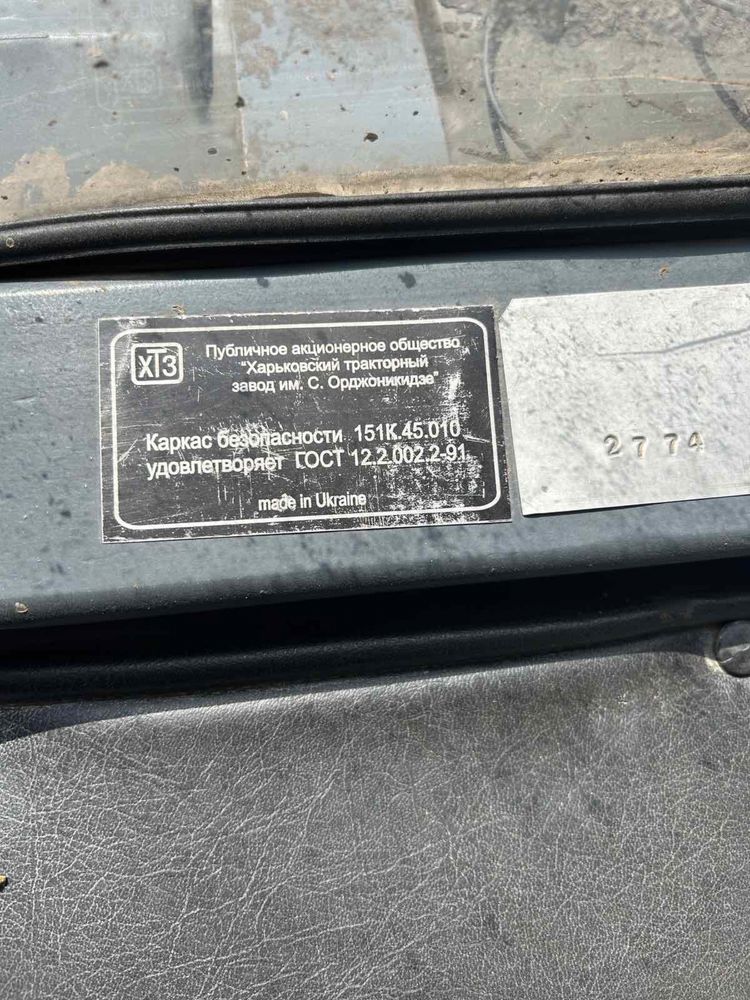 ХТЗ
Публичное акционерное общество
"Харьковский тракторный
завод им. С. Орджоникидзе"
Каркас безопасности 151К.45.010
удовлетворяет ГОСТ 12.2.002.2-91
made in Ukraine
2774